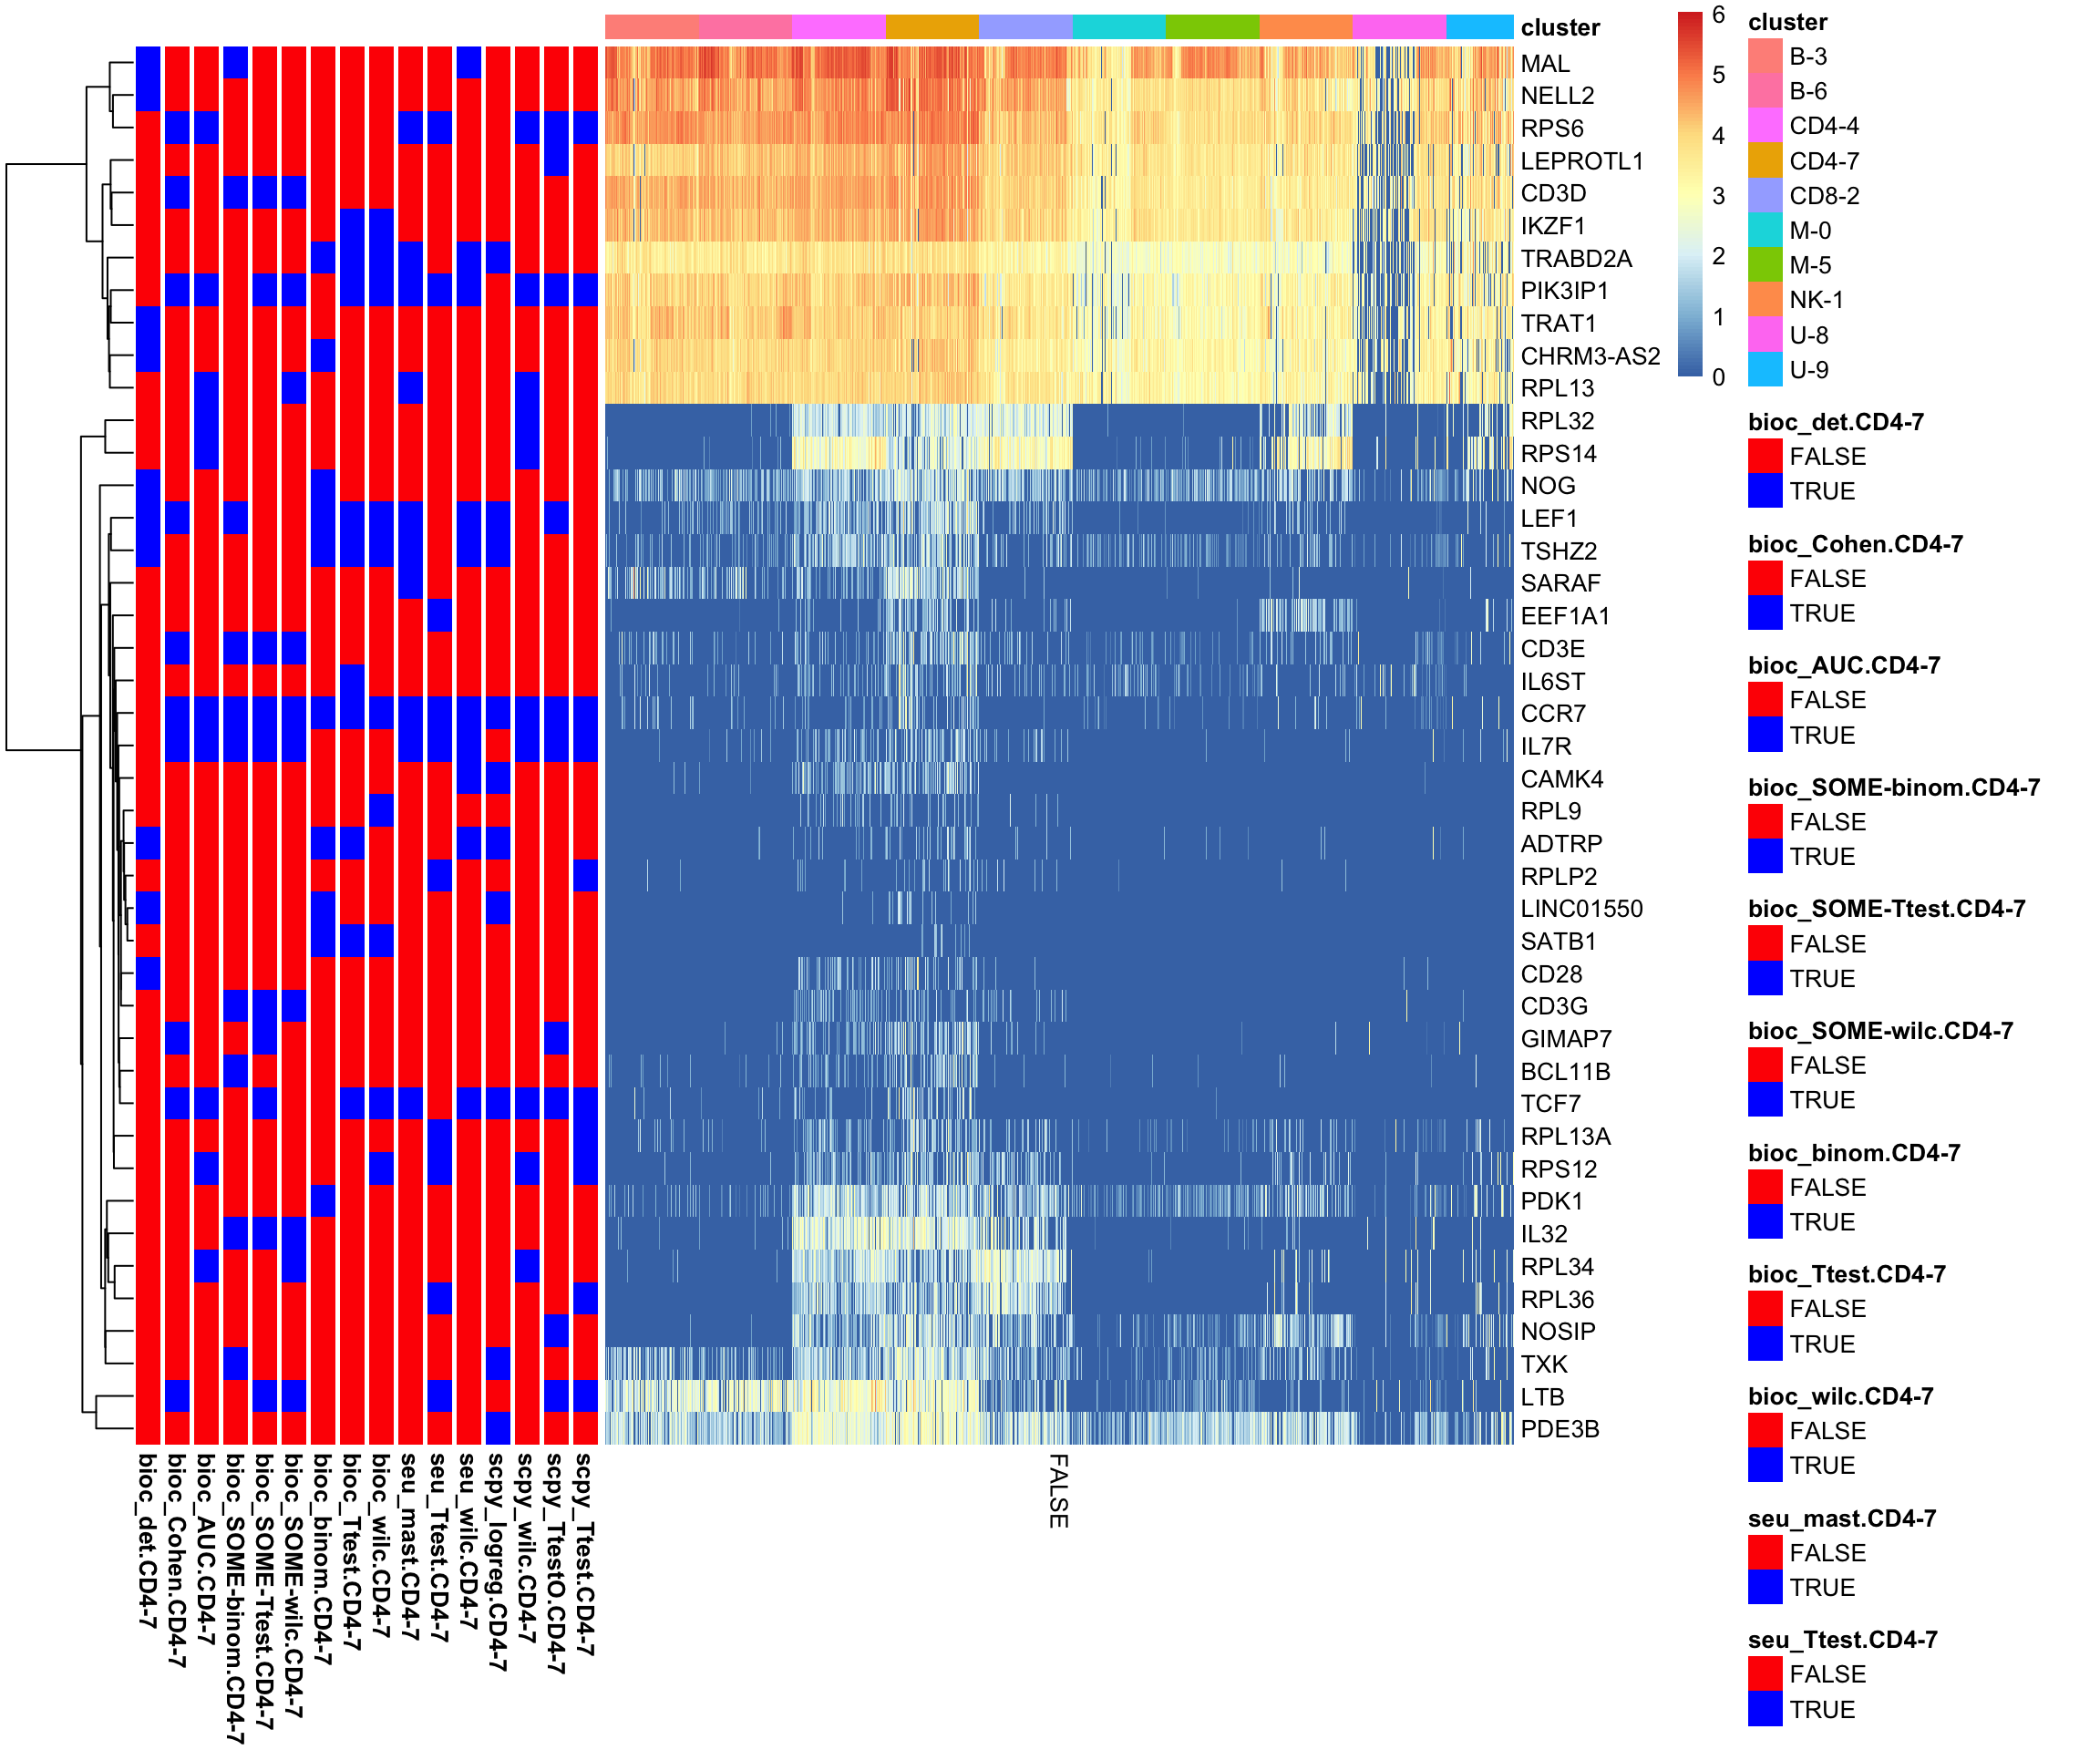 cluster
MAL
NELL2
RPS6
LEPROTL1
CD3D
IKZF1
TRABD2A
PIK3IP1
TRAT1
CHRM3-AS2
RPL13
RPL32
RPS14
NOG
LEF1
TSHZ2
SARAF
EEF1A1
CD3E
IL6ST
CCR7
IL7R
CAMK4
RPL9
ADTRP
RPLP2
LINC01550
SATB1
CD28
CD3G
GIMAP7
BCL11B
TCF7
RPL13A
RPS12
PDK1
IL32
RPL34
RPL36
NOSIP
TXK
LTB
PDE3B
bioc_det.CD4-7
bioc_Cohen.CD4-7
bioc_AUC.CD4-7
bioc_SOME-binom.CD4-7
bioc_SOME-Ttest.CD4-7
bioc_SOME-wilc.CD4-7
bioc_binom.CD4-7
bioc_Ttest.CD4-7
bioc_wilc.CD4-7
seu_mast.CD4-7
seu_Ttest.CD4-7
seu_wilc.CD4-7
scpy_logreg.CD4-7
scpy_wilc.CD4-7
scpy_TtestO.CD4-7
scpy_Ttest.CD4-7
FALSE
6
5
4
3
2
1
0
cluster
B-3
B-6
CD4-4
CD4-7
CD8-2
M-0
M-5
NK-1
U-8
U-9
bioc_det.CD4-7
FALSE
TRUE
bioc_Cohen.CD4-7
FALSE
TRUE
bioc_AUC.CD4-7
FALSE
TRUE
bioc_SOME-binom.CD4-7
FALSE
TRUE
bioc_SOME-Ttest.CD4-7
FALSE
TRUE
bioc_SOME-wilc.CD4-7
FALSE
TRUE
bioc_binom.CD4-7
FALSE
TRUE
bioc_Ttest.CD4-7
FALSE
TRUE
bioc_wilc.CD4-7
FALSE
TRUE
seu_mast.CD4-7
FALSE
TRUE
seu_Ttest.CD4-7
FALSE
TRUE